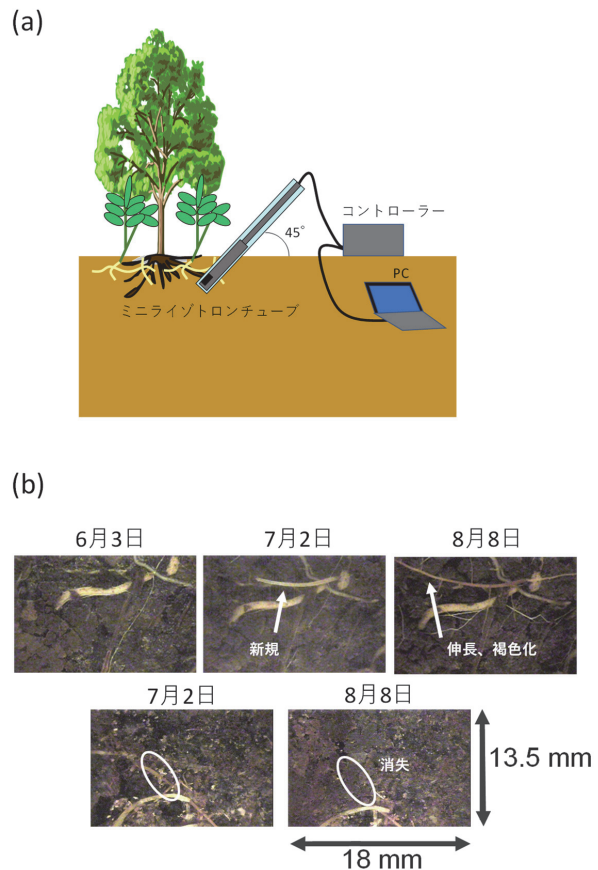 (a)
コントローラー
45°
PC
ミニライゾトロンチューブ
(b)
6月3日
7月2日
8月8日
新規
伸長、褐色化
7月2日
8月8日
消失
13.5 mm
18 mm